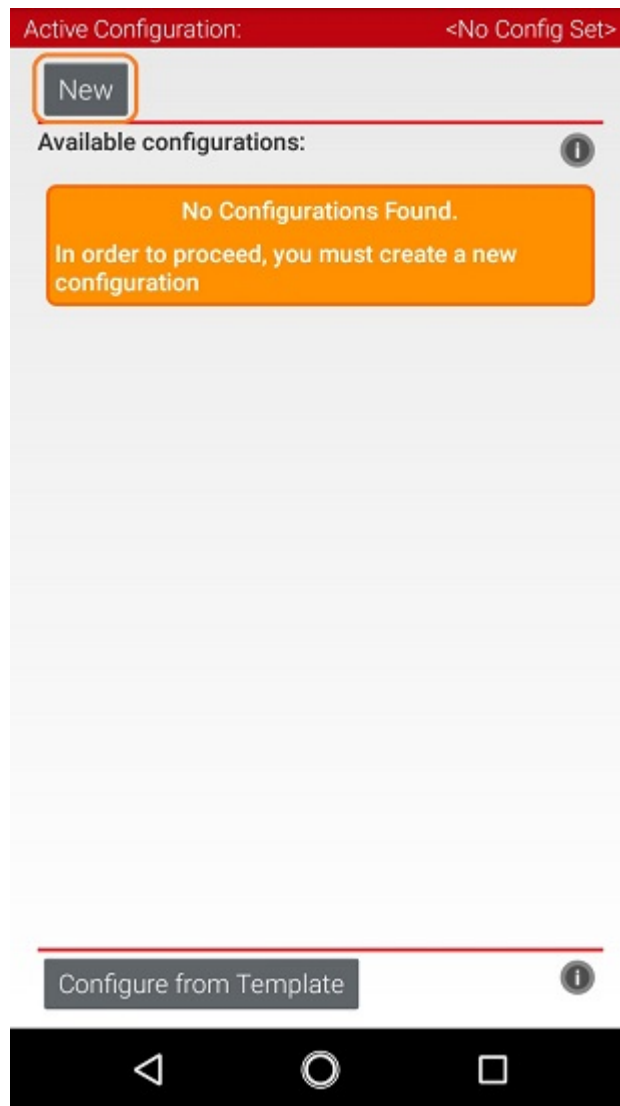 Active Configuration: <No Config Set>
New
Available configurations:
No Configurations Found.
In order to proceed, you must create a new
configuration
Configure from Template